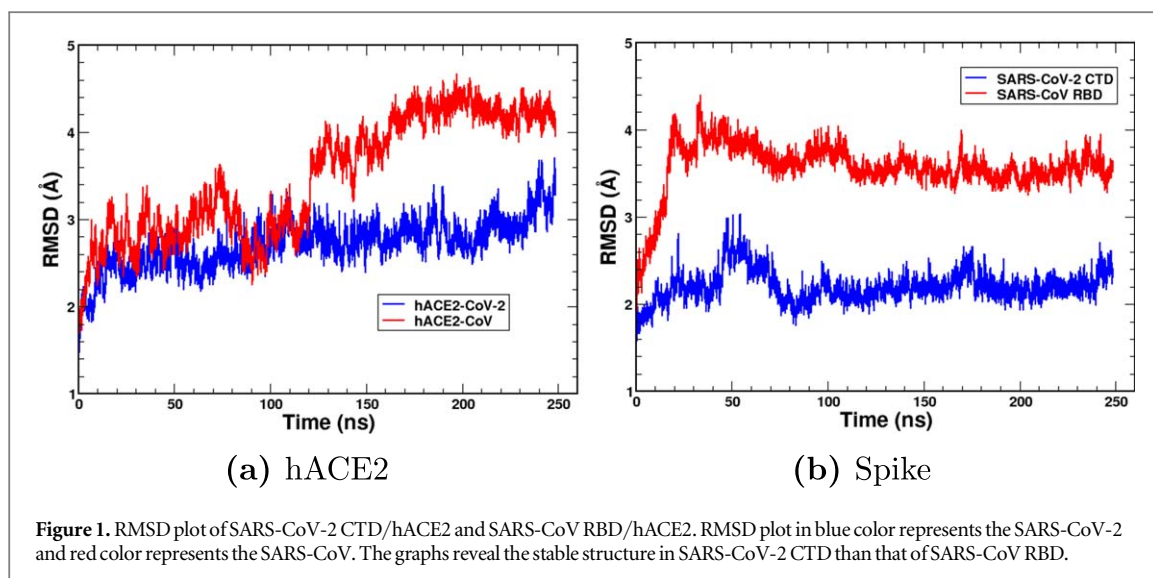 5
4
3
2
1
RMSD (Å)
hACE2-CoV-2
hACE2-CoV
0
50
100
150
200
250
Time (ns)
(a) hACE2
5
4
3
2
1
RMSD (Å)
SARS-CoV-2 CTD
SARS-CoV RBD
0
50
100
150
200
250
Time (ns)
(b) Spike
Figure 1. RMSD plot of SARS-CoV-2 CTD/hACE2 and SARS-CoV RBD/hACE2. RMSD plot in blue color represents the SARS-CoV-2
and red color represents the SARS-CoV. The graphs reveal the stable structure in SARS-CoV-2 CTD than that of SARS-CoV RBD.